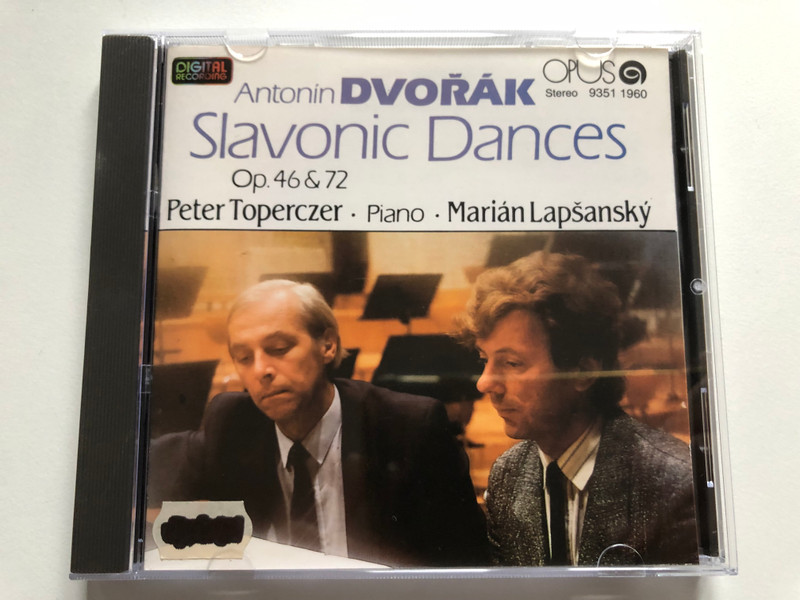 DIGITAL
RECORDING
Antonín DVOŘÁK
OPUS
Stereo 9351 1960
Slavonic Dances
Op. 46 & 72
Peter Toperczer · Piano · Marián Lapšanský